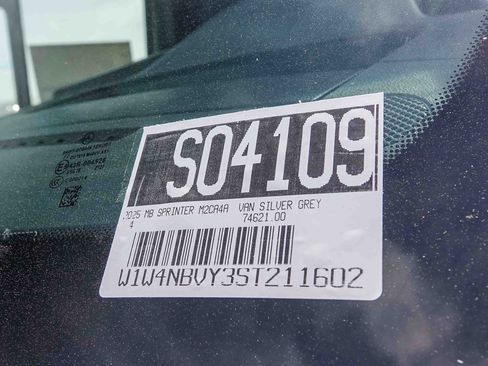 S04109
2025 MB SPRINTER M2CA4A VAN SILVER GREY
4 74621.00
W1W4NBVY3ST211602